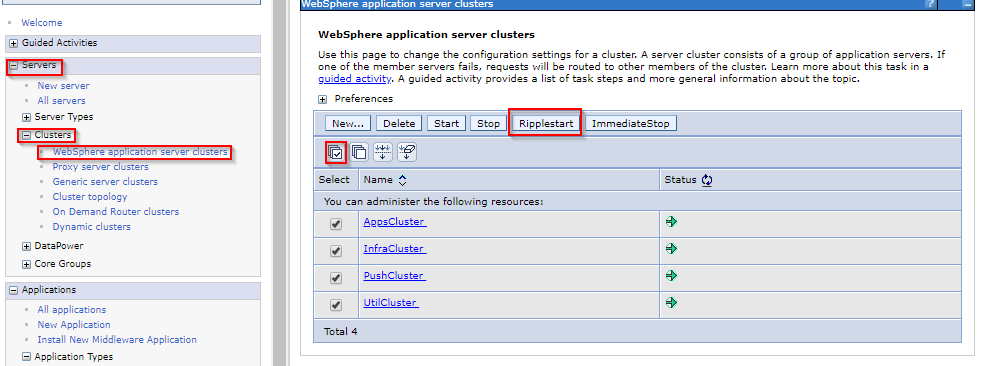 Welcome
Guided Activities
Servers
New server
All servers
Server Types
Clusters
WebSphere application server clusters
Proxy server clusters
Generic server clusters
Cluster topology
On Demand Router clusters
Dynamic clusters
DataPower
Core Groups
Applications
All applications
New Application
Install New Middleware Application
Application Types
WebSphere application server clusters ? –
WebSphere application server clusters
Use this page to change the configuration settings for a cluster. A server cluster consists of a group of application servers. If
one of the member servers fails, requests will be routed to other members of the cluster. Learn more about this task in a
guided activity. A guided activity provides a list of task steps and more general information about the topic.
Preferences
New... Delete Start Stop Ripplestart ImmediateStop
Select Name Status
You can administer the following resources:
AppsCluster
InfraCluster
PushCluster
UtilCluster
Total 4